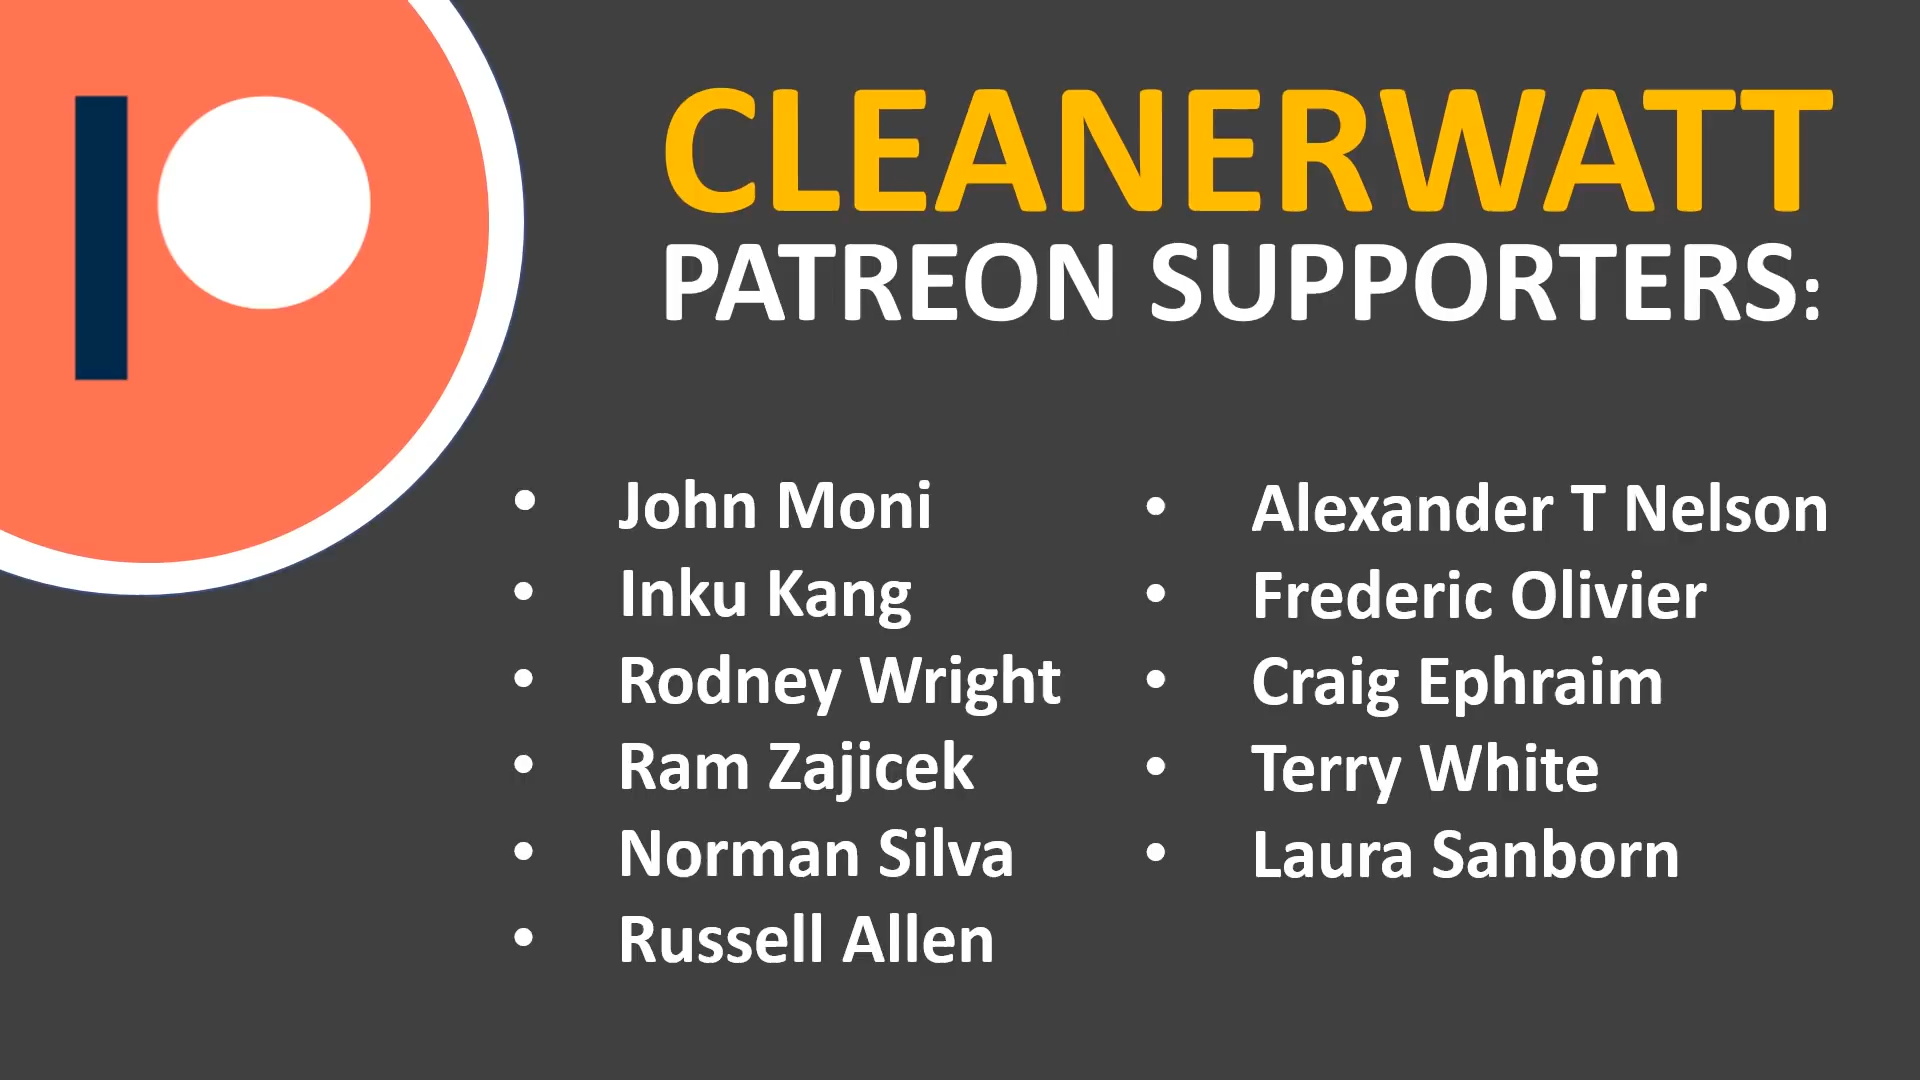 CLEANERWATT
PATREON SUPPORTERS:
• John Moni
• Inku Kang
• Rodney Wright
• Ram Zajicek
• Norman Silva
• Russell Allen
• Alexander T Nelson
• Frederic Olivier
• Craig Ephraim
• Terry White
• Laura Sanborn